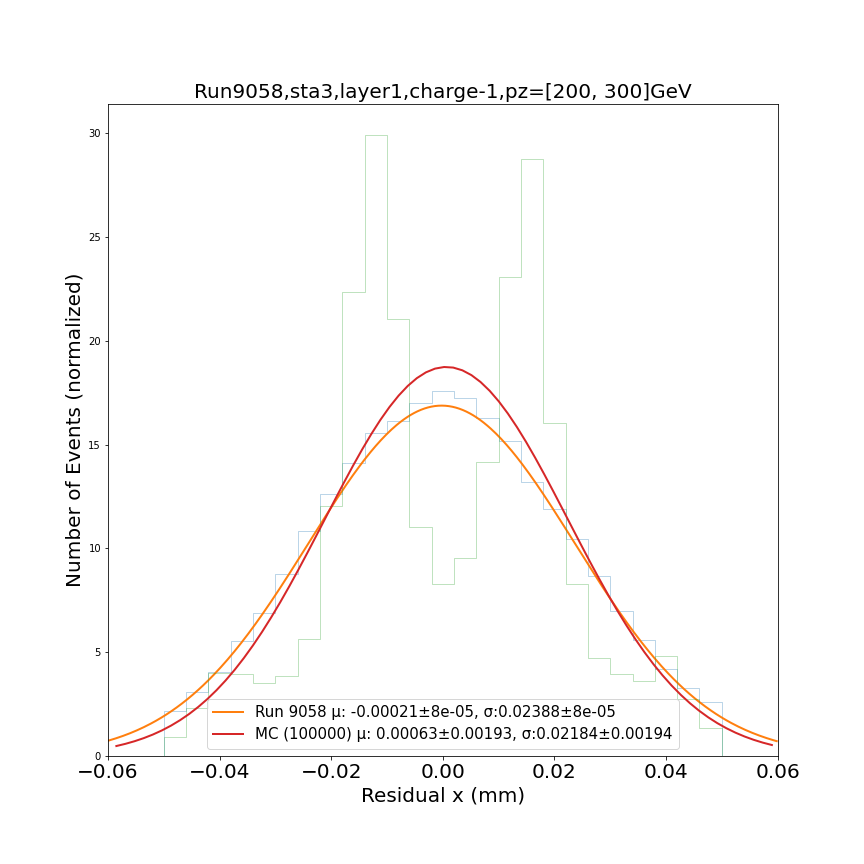 Run9058,sta3,layer1,charge-1,pz=[200, 300]GeV
Number of Events (normalized)
30
25
20
15
10
5
0
Run 9058 μ: -0.00021±8e-05, σ:0.02388±8e-05
MC (100000) μ: 0.00063±0.00193, σ:0.02184±0.00194
−0.06 −0.04 −0.02 0.00 0.02 0.04 0.06
Residual x (mm)